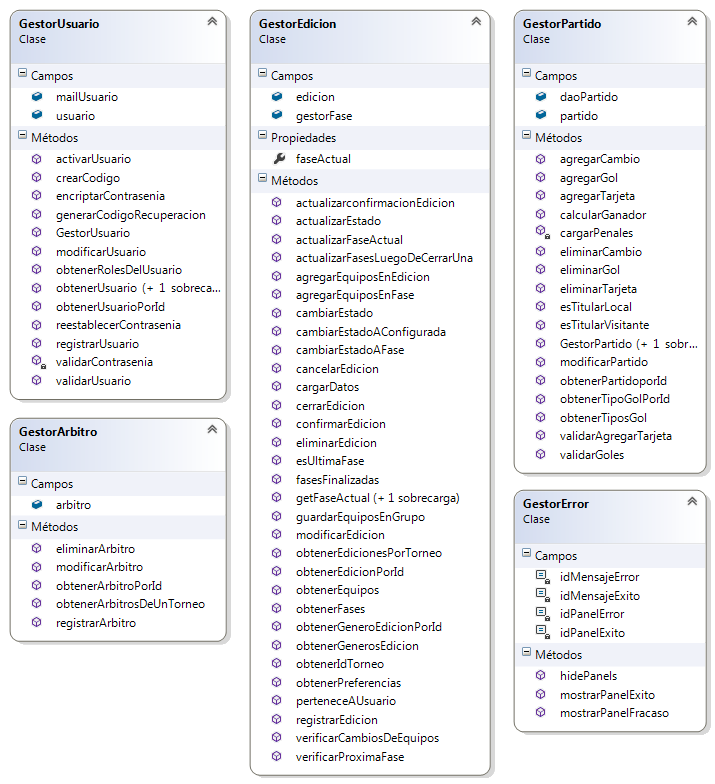 GestorUsuario
Clase
Campos
mailUsuario
usuario
Métodos
activarUsuario
crearCodigo
encriptarContrasenia
generarCodigoRecuperacion
GestorUsuario
modificarUsuario
obtenerRolesDelUsuario
obtenerUsuario (+ 1 sobreca...
obtenerUsuarioPorId
reestablecerContrasenia
registrarUsuario
validarContrasenia
validarUsuario
GestorArbitro
Clase
Campos
arbitro
Métodos
eliminarArbitro
modificarArbitro
obtenerArbitroPorId
obtenerArbitrosDeUnTorneo
registrarArbitro
GestorEdicion
Clase
Campos
edicion
gestorFase
Propiedades
faseActual
Métodos
actualizarconfirmacionEdicion
actualizarEstado
actualizarFaseActual
actualizarFasesLuegoDeCerrarUna
agregarEquiposEnEdicion
agregarEquiposEnFase
cambiarEstado
cambiarEstadoAConfigurada
cambiarEstadoAFase
cancelarEdicion
cargarDatos
cerrarEdicion
confirmarEdicion
eliminarEdicion
esUltimaFase
fasesFinalizadas
getFaseActual (+ 1 sobrecarga)
guardarEquiposEnGrupo
modificarEdicion
obtenerEdicionesPorTorneo
obtenerEdicionPorId
obtenerEquipos
obtenerFases
obtenerGeneroEdicionPorId
obtenerGenerosEdicion
obtenerIdTorneo
obtenerPreferencias
perteneceAUsuario
registrarEdicion
verificarCambiosDeEquipos
verificarProximaFase
GestorPartido
Clase
Campos
daoPartido
partido
Métodos
agregarCambio
agregarGol
agregarTarjeta
calcularGanador
cargarPenales
eliminarCambio
eliminarGol
eliminarTarjeta
esTitularLocal
esTitularVisitante
GestorPartido (+ 1 sobr...
modificarPartido
obtenerPartidoporId
obtenerTipoGolPorId
obtenerTiposGol
validarAgregarTarjeta
validarGoles
GestorError
Clase
Campos
idMensajeError
idMensajeExito
idPanelError
idPanelExito
Métodos
hidePanels
mostrarPanelExito
mostrarPanelFracaso